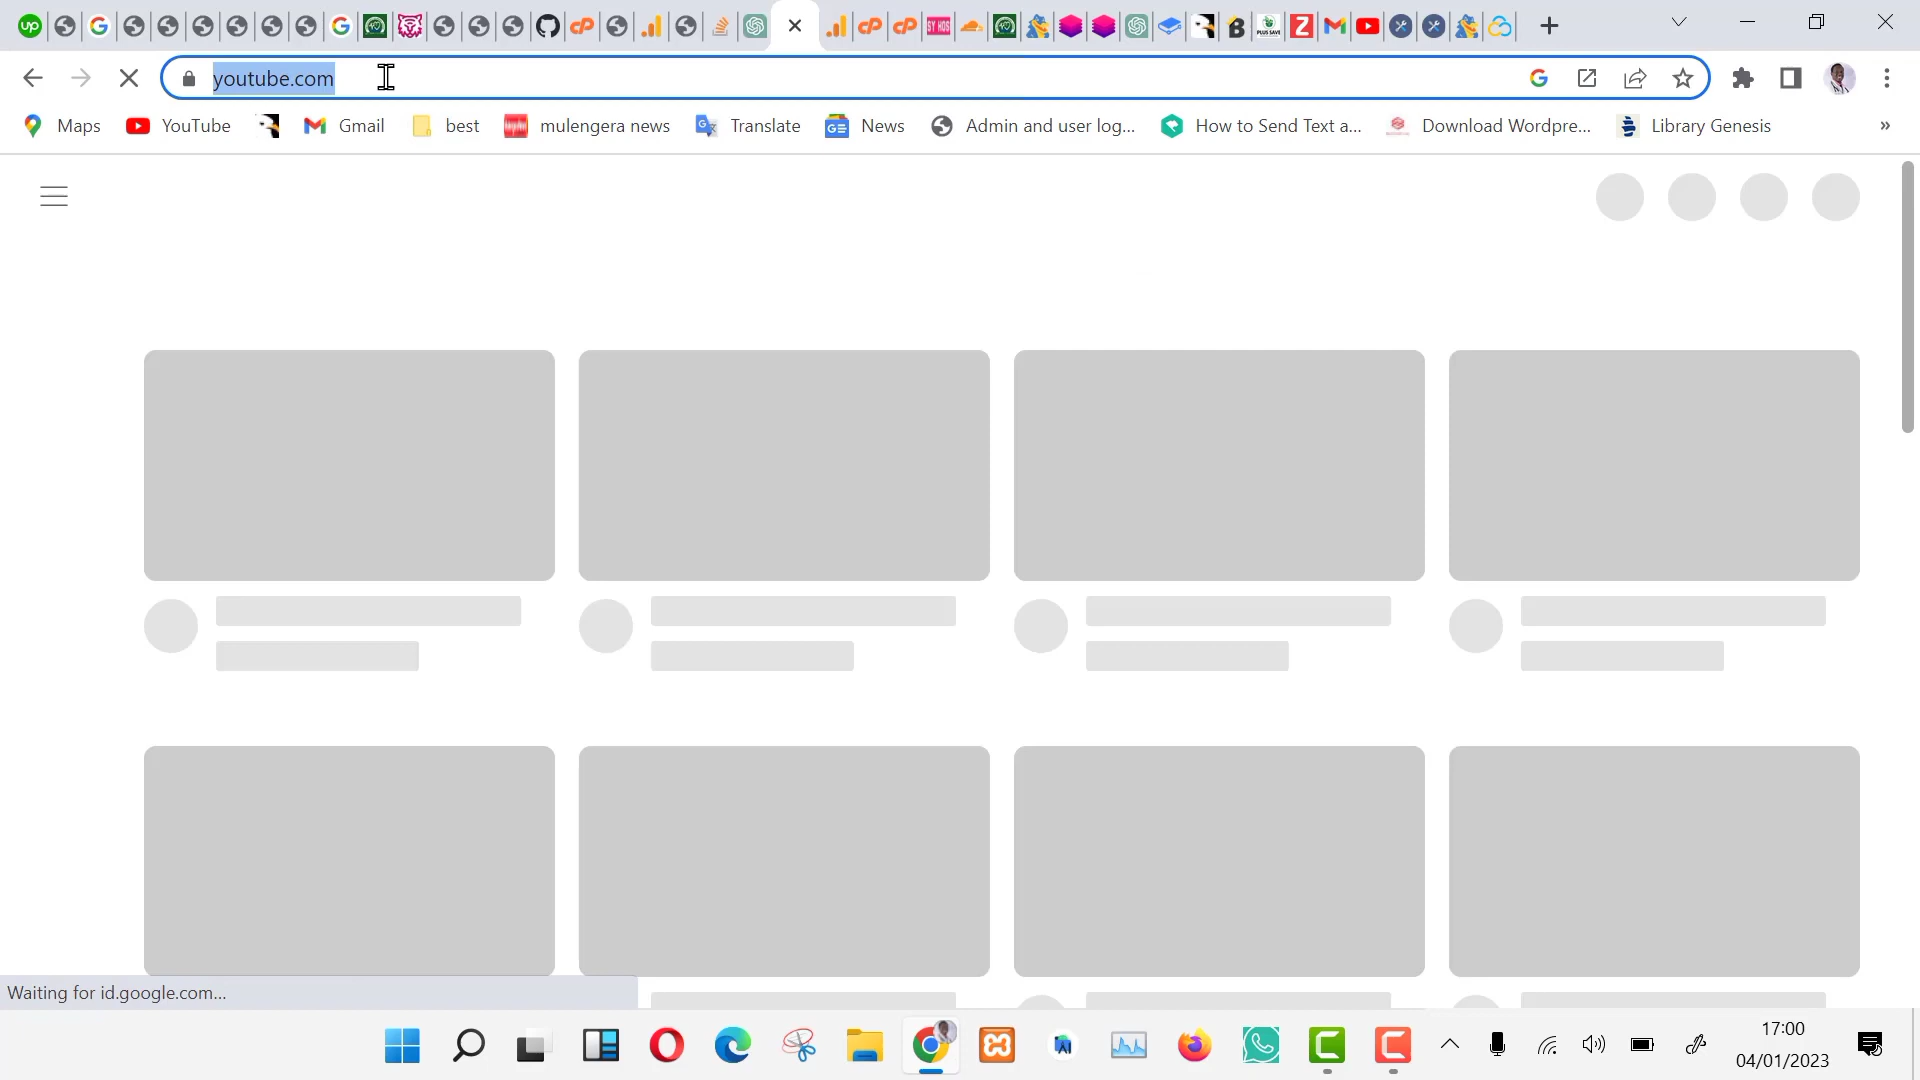 youtube.com
Maps
YouTube
Gmail
best
mulengera news
Translate
News
Admin and user log...
How to Send Text a...
Download Wordpre...
Library Genesis
»
Waiting for id.google.com...
17:00
04/01/2023